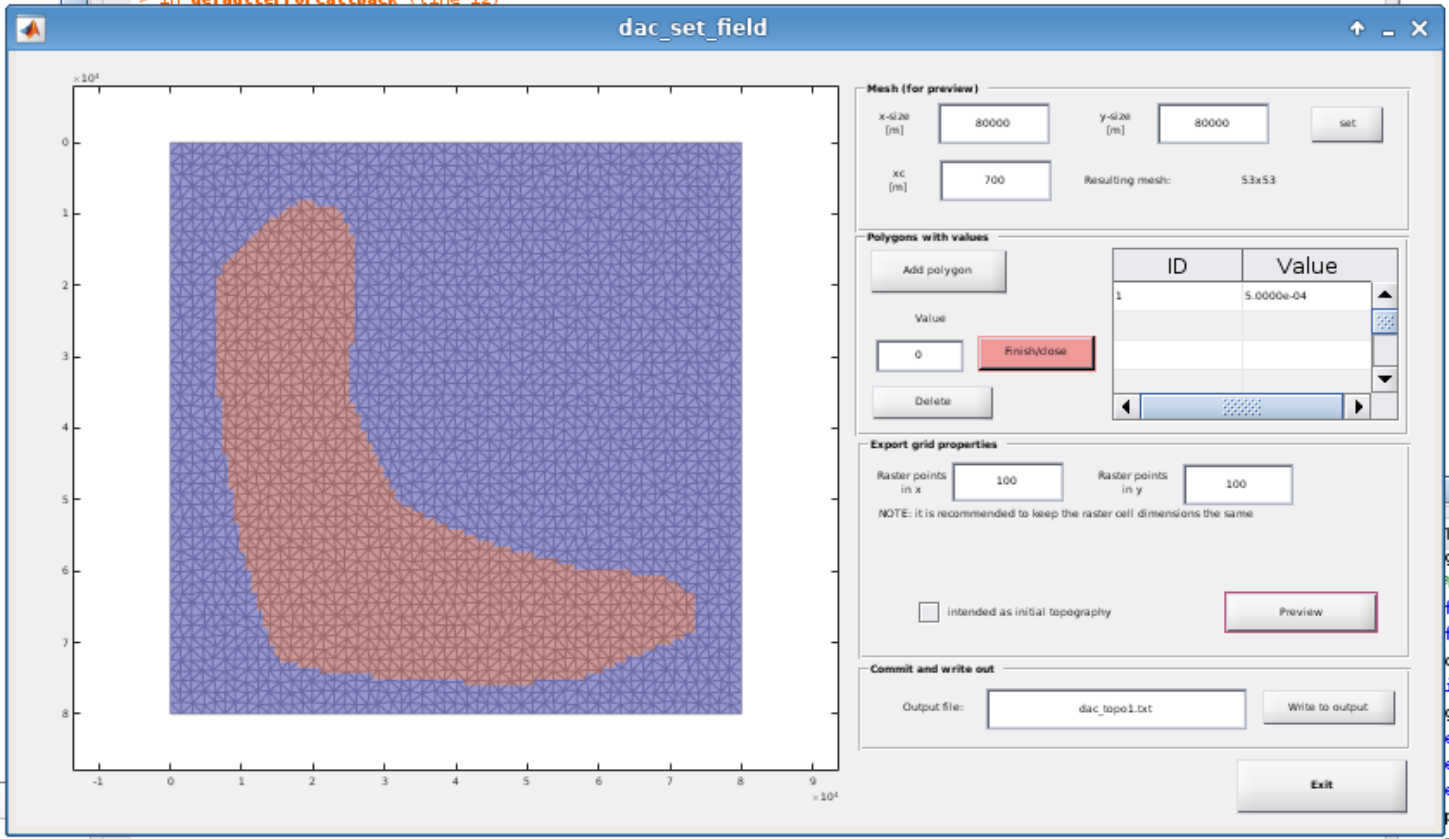 > In defaulterrorcallback (line 12)
dac_set_field
×10⁴
0
1
2
3
4
5
6
7
8
-1 0 1 2 3 4 5 6 7 8 9
×10⁴
Mesh (for preview)
x-size
[m]
80000
y-size
[m]
80000
set
xc
[m]
700
Resulting mesh: 53x53
Polygons with values
Add polygon
Value
0
Finish/close
Delete
ID Value
1 5.0000e-04
Export grid properties
Raster points
in x
100
Raster points
in y
100
NOTE: it is recommended to keep the raster cell dimensions the same
intended as initial topography
Preview
Commit and write out
Output file: dac_topo1.txt
Write to output
Exit